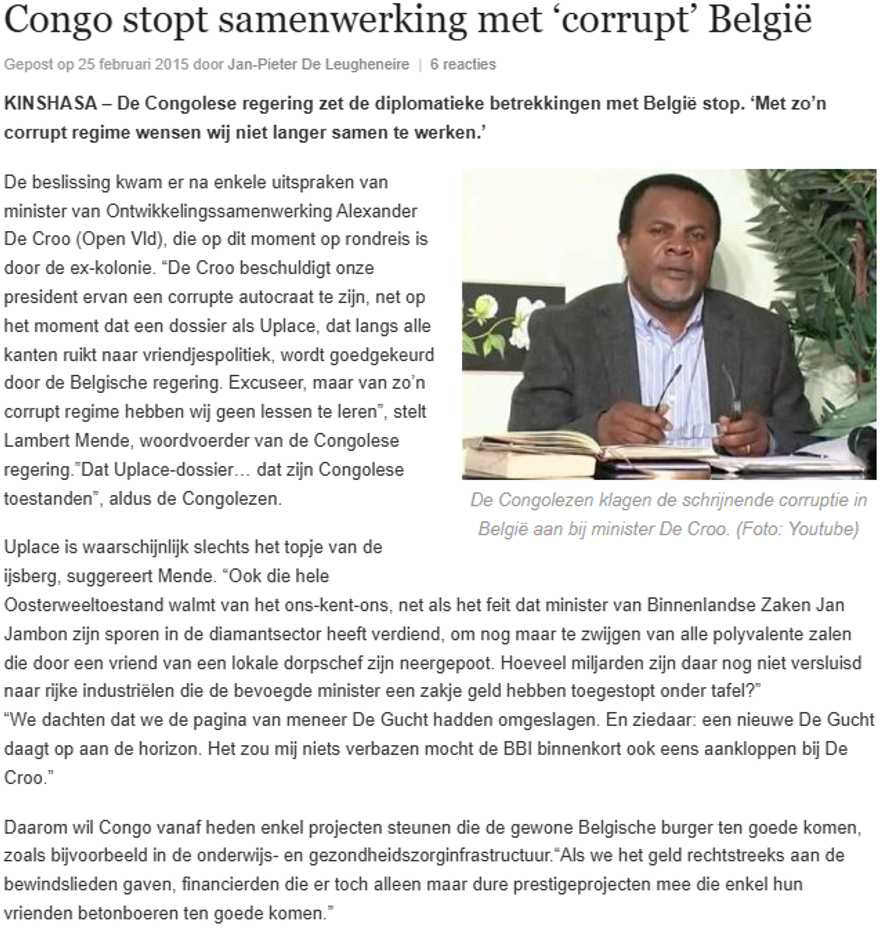 Congo stopt samenwerking met ‘corrupt’ België
Gepost op 25 februari 2015 door Jan-Pieter De Leugheneire | 6 reacties
KINSHASA – De Congolese regering zet de diplomatieke betrekkingen met België stop. ‘Met zo’n
corrupt regime wensen wij niet langer samen te werken.’
De beslissing kwam er na enkele uitspraken van
minister van Ontwikkelingssamenwerking Alexander
De Croo (Open Vld), die op dit moment op rondreis is
door de ex-kolonie. “De Croo beschuldigt onze
president ervan een corrupte autocraat te zijn, net op
het moment dat een dossier als Uplace, dat langs alle
kanten ruikt naar vriendjespolitiek, wordt goedgekeurd
door de Belgische regering. Excuseer, maar van zo’n
corrupt regime hebben wij geen lessen te leren”, stelt
Lambert Mende, woordvoerder van de Congolese
regering.”Dat Uplace-dossier… dat zijn Congolese
toestanden”, aldus de Congolezen.
De Congolezen klagen de schrijnende corruptie in
België aan bij minister De Croo. (Foto: Youtube)
Uplace is waarschijnlijk slechts het topje van de
ijsberg, suggereert Mende. “Ook die hele
Oosterweeltoestand walmt van het ons-kent-ons, net als het feit dat minister van Binnenlandse Zaken Jan
Jambon zijn sporen in de diamantsector heeft verdiend, om nog maar te zwijgen van alle polyvalente zalen
die door een vriend van een lokale dorpschef zijn neergepoot. Hoeveel miljarden zijn daar nog niet versluisd
naar rijke industriëlen die de bevoegde minister een zakje geld hebben toegestopt onder tafel?”
“We dachten dat we de pagina van meneer De Gucht hadden omgeslagen. En ziedaar: een nieuwe De Gucht
daagt op aan de horizon. Het zou mij niets verbazen mocht de BBI binnenkort ook eens aankloppen bij De
Croo.”
Daarom wil Congo vanaf heden enkel projecten steunen die de gewone Belgische burger ten goede komen,
zoals bijvoorbeeld in de onderwijs- en gezondheidszorginfrastructuur.“Als we het geld rechtstreeks aan de
bewindslieden gaven, financierden die er toch alleen maar dure prestigeprojecten mee die enkel hun
vrienden betonboeren ten goede komen.”